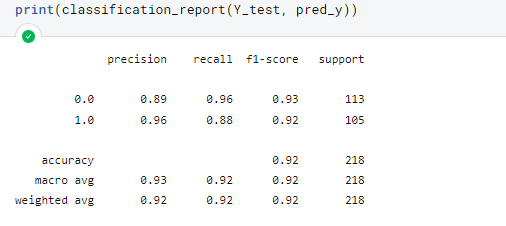 print(classification_report(Y_test, pred_y))
precision recall f1-score support
0.0 0.89 0.96 0.93 113
1.0 0.96 0.88 0.92 105
accuracy 0.92 218
macro avg 0.93 0.92 0.92 218
weighted avg 0.92 0.92 0.92 218